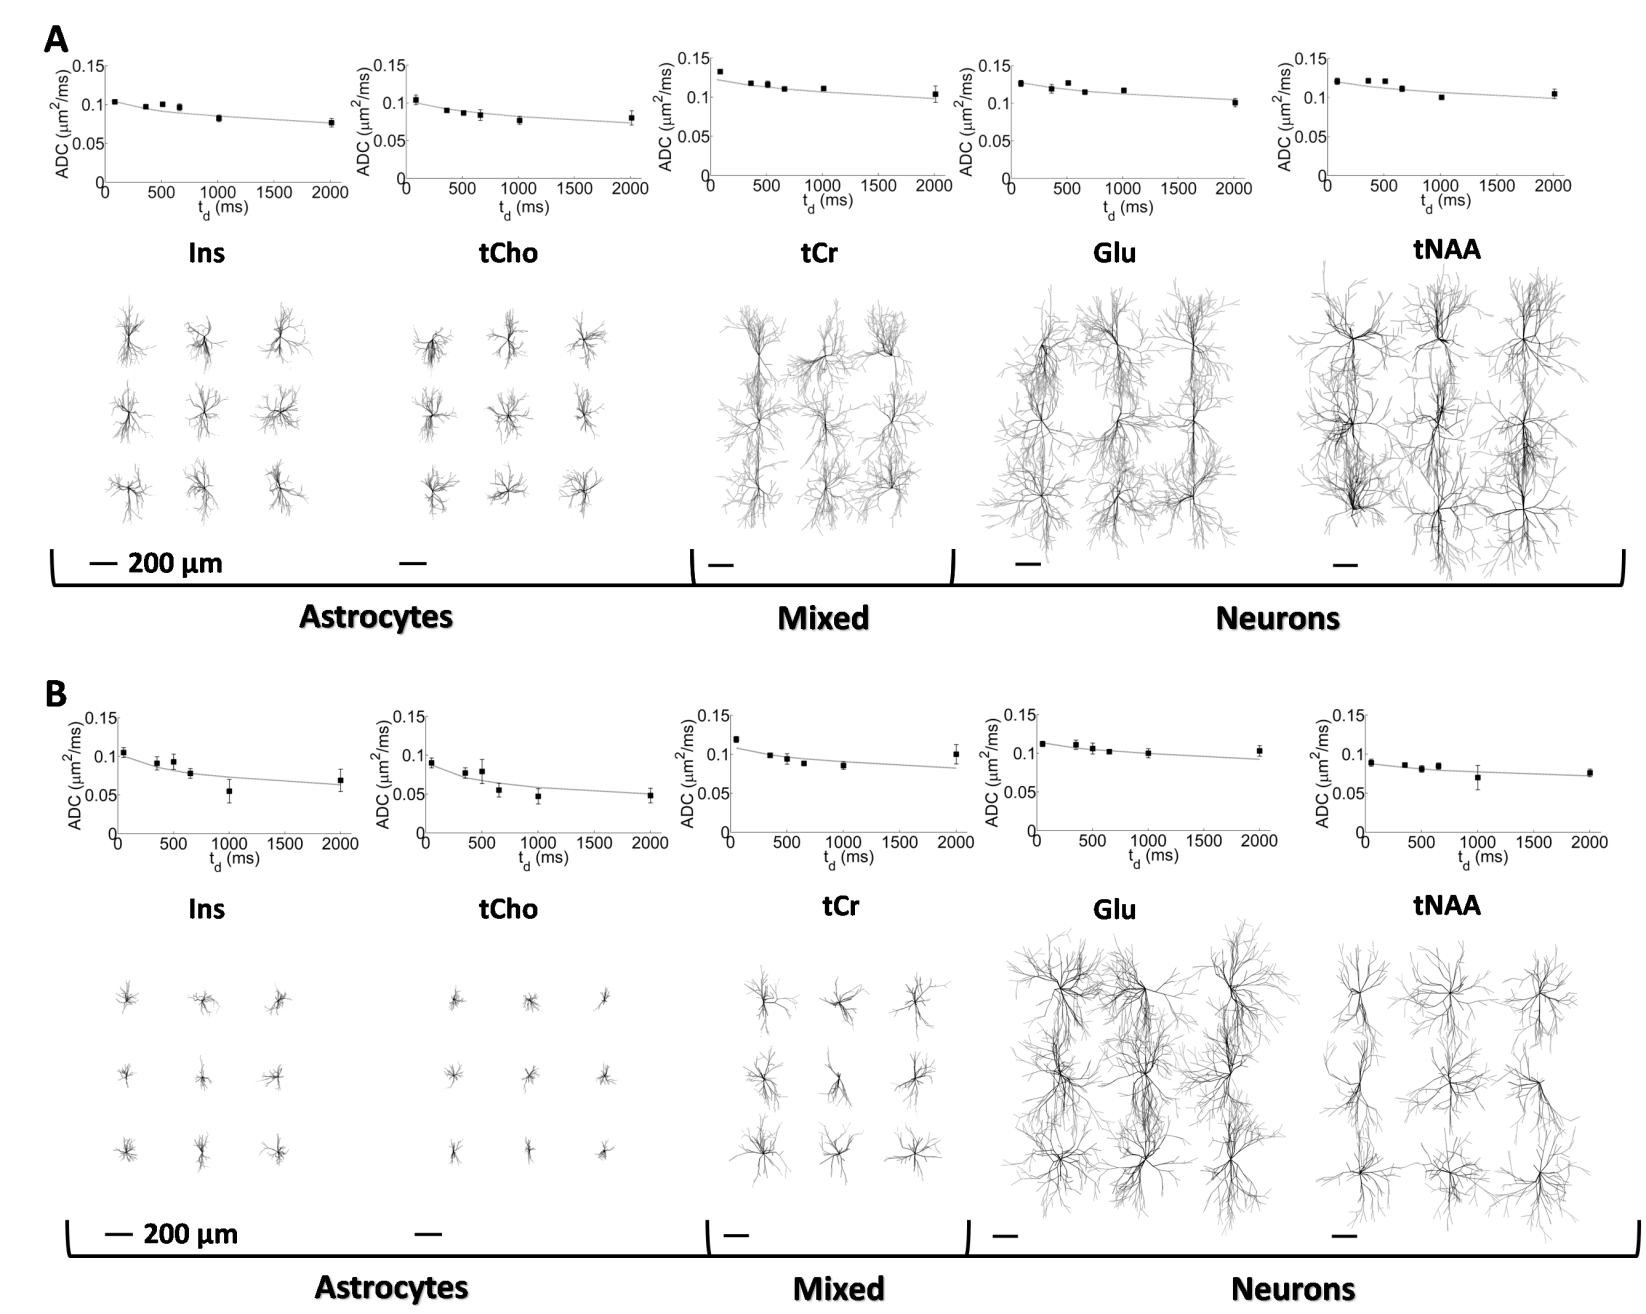 A
0.15 0.15 0.15 0.15 0.15
0.1 0.1 0.1 0.1 0.1
0.05 0.05 0.05 0.05 0.05
0 0 0 0 0
ADC (μm²/ms) ADC (μm²/ms) ADC (μm²/ms) ADC (μm²/ms) ADC (μm²/ms)
0 500 1000 1500 2000 0 500 1000 1500 2000 0 500 1000 1500 2000 0 500 1000 1500 2000 0 500 1000 1500 2000
t_d (ms) t_d (ms) t_d (ms) t_d (ms) t_d (ms)
Ins tCho tCr Glu tNAA
200 μm
Astrocytes Mixed Neurons
B
0.15 0.15 0.15 0.15 0.15
0.1 0.1 0.1 0.1 0.1
0.05 0.05 0.05 0.05 0.05
0 0 0 0 0
ADC (μm²/ms) ADC (μm²/ms) ADC (μm²/ms) ADC (μm²/ms) ADC (μm²/ms)
0 500 1000 1500 2000 0 500 1000 1500 2000 0 500 1000 1500 2000 0 500 1000 1500 2000 0 500 1000 1500 2000
t_d (ms) t_d (ms) t_d (ms) t_d (ms) t_d (ms)
Ins tCho tCr Glu tNAA
200 μm
Astrocytes Mixed Neurons